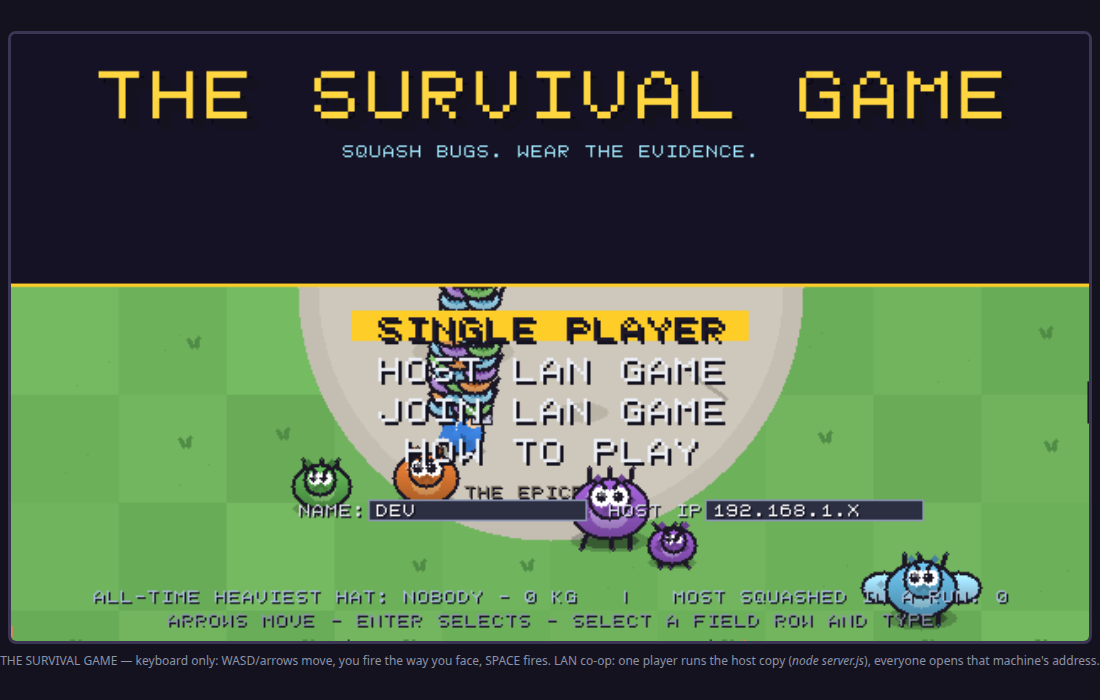 THE SURVIVAL GAME
SQUASH BUGS. WEAR THE EVIDENCE.
SINGLE PLAYER
HOST LAN GAME
JOIN LAN GAME
HOW TO PLAY
THE EPICE
NAME: DEV HOST IP 192.168.1.X
ALL-TIME HEAVIEST HAT: NOBODY - 0 KG | MOST SQUASHED IN A RUN: 0
ARROWS MOVE - ENTER SELECTS - SELECT A FIELD ROW AND TYPE
THE SURVIVAL GAME — keyboard only: WASD/arrows move, you fire the way you face, SPACE fires. LAN co-op: one player runs the host copy (node server.js), everyone opens that machine's address.